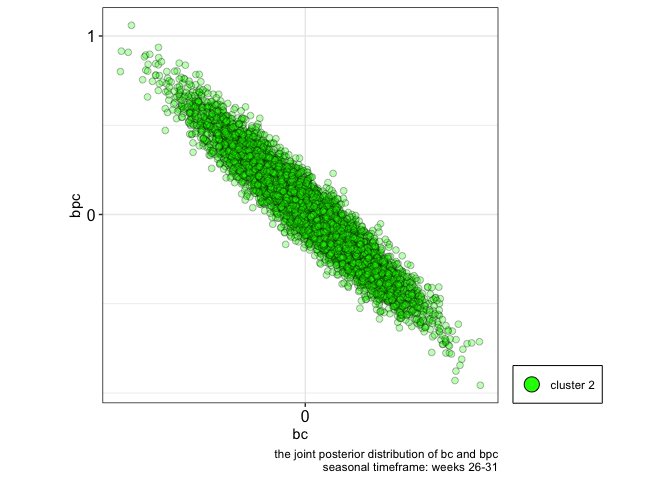 1
0
bpc
0
bc
cluster 2
the joint posterior distribution of bc and bpc
seasonal timeframe: weeks 26-31